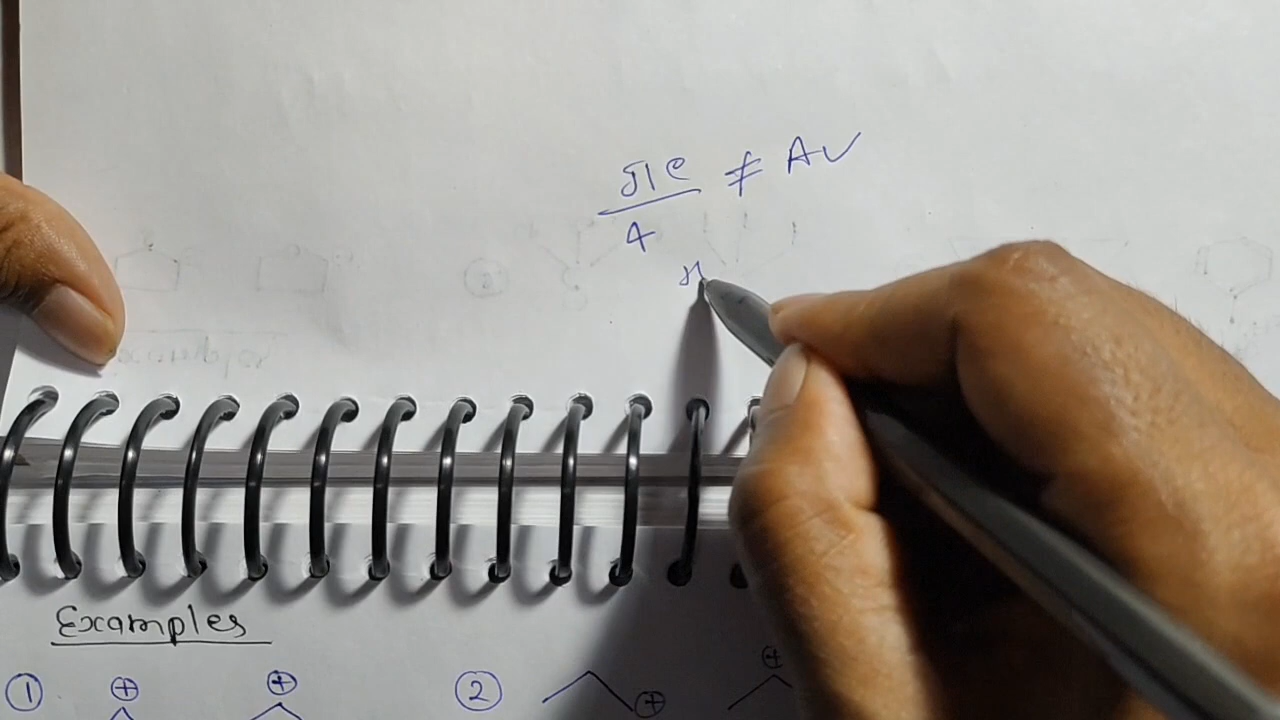 πe ≠ Av
4
Examples
① ⊕ ⊕ ② ⊕ ⊕